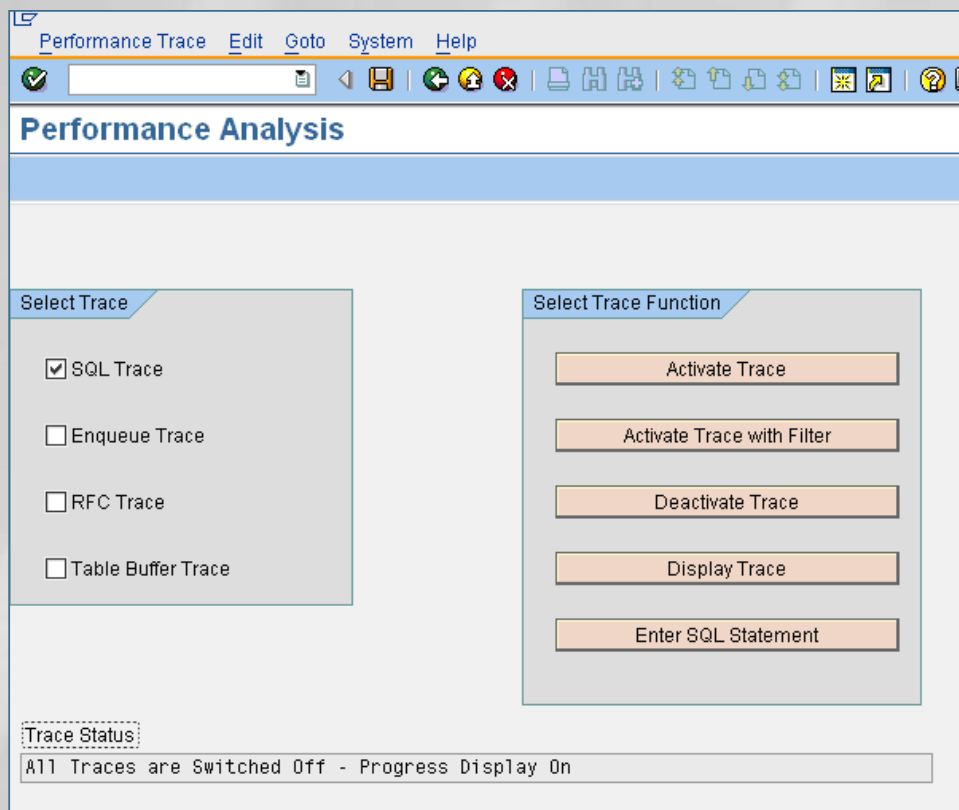 Performance Trace Edit Goto System Help
Performance Analysis
Select Trace
SQL Trace
Enqueue Trace
RFC Trace
Table Buffer Trace
Select Trace Function
Activate Trace
Activate Trace with Filter
Deactivate Trace
Display Trace
Enter SQL Statement
Trace Status
All Traces are Switched Off - Progress Display On